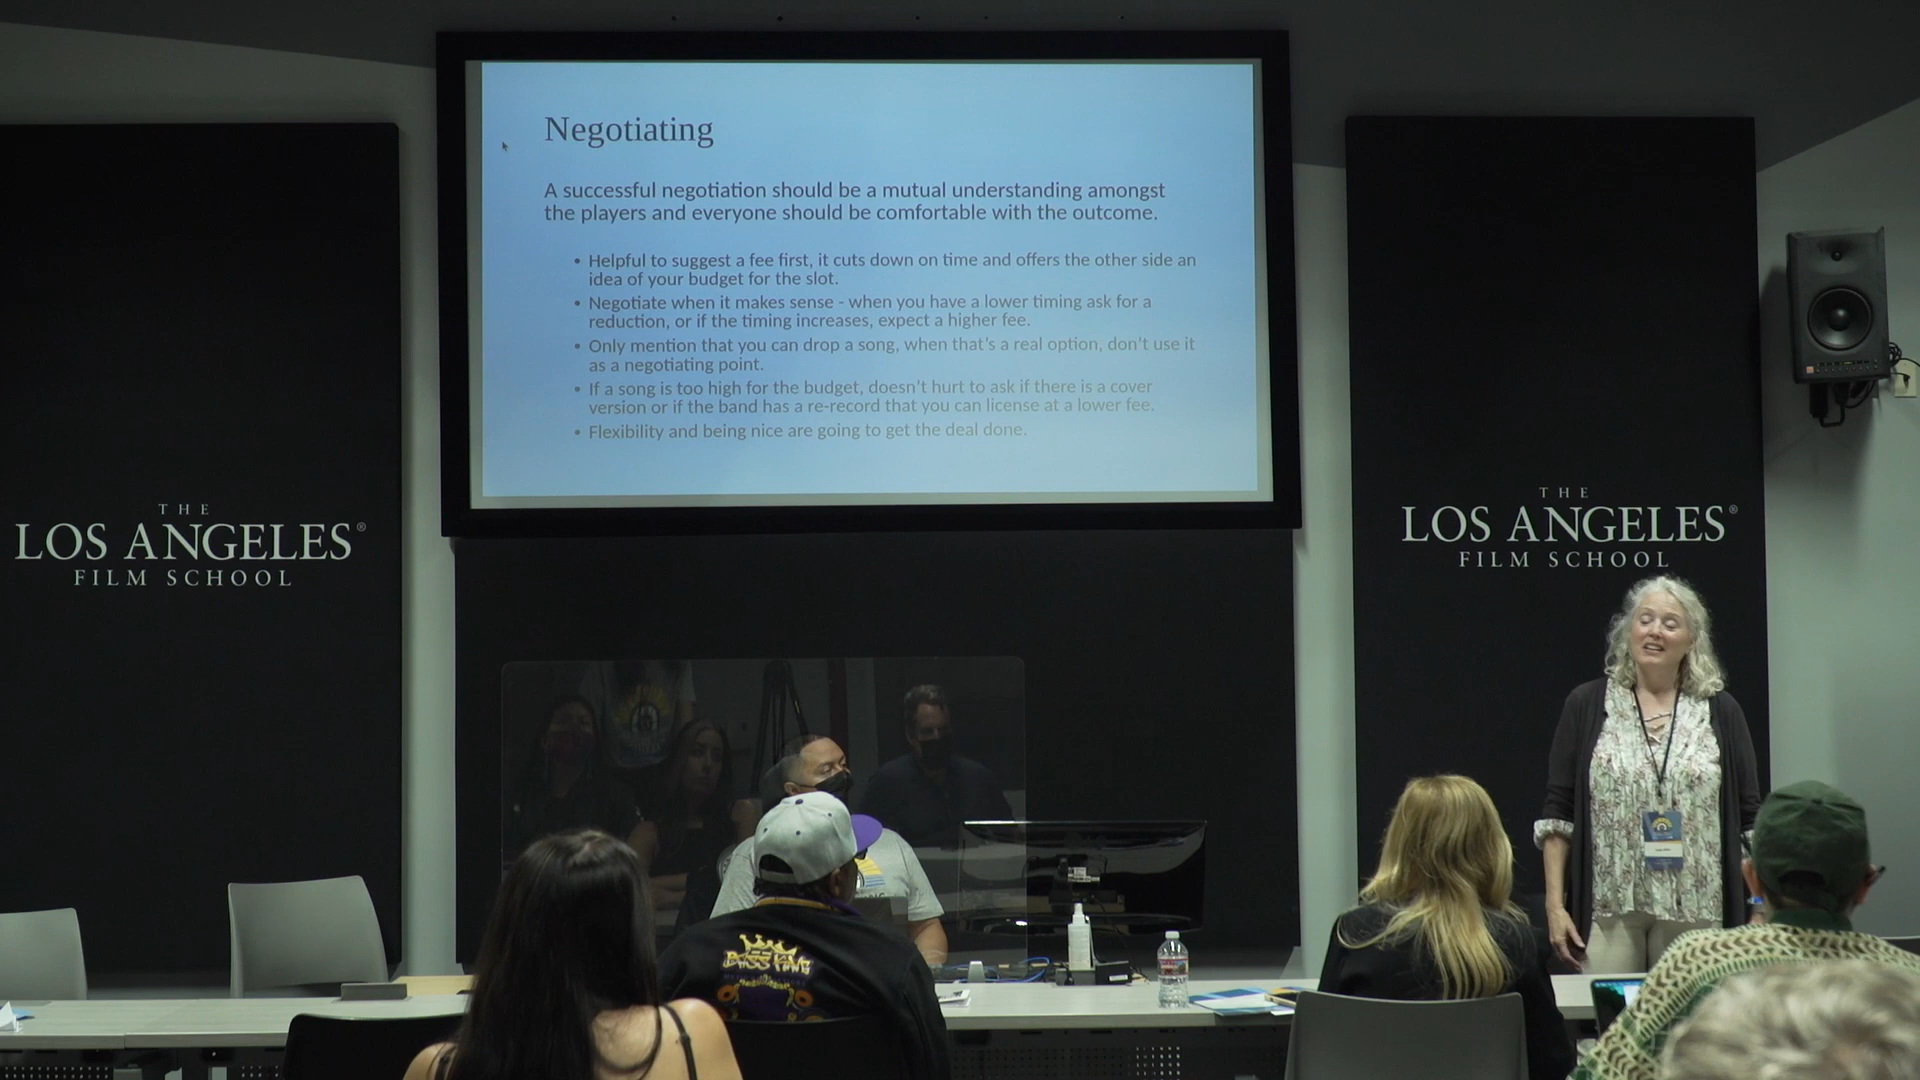 Negotiating
A successful negotiation should be a mutual understanding amongst
the players and everyone should be comfortable with the outcome.
• Helpful to suggest a fee first, it cuts down on time and offers the other side an
idea of your budget for the slot.
• Negotiate when it makes sense - when you have a lower timing ask for a
reduction, or if the timing increases, expect a higher fee.
• Only mention that you can drop a song, when that's a real option, don't use it
as a negotiating point.
• If a song is too high for the budget, doesn't hurt to ask if there is a cover
version or if the band has a re-record that you can license at a lower fee.
• Flexibility and being nice are going to get the deal done.
THE
LOS ANGELES®
FILM SCHOOL
THE
LOS ANGELES®
FILM SCHOOL